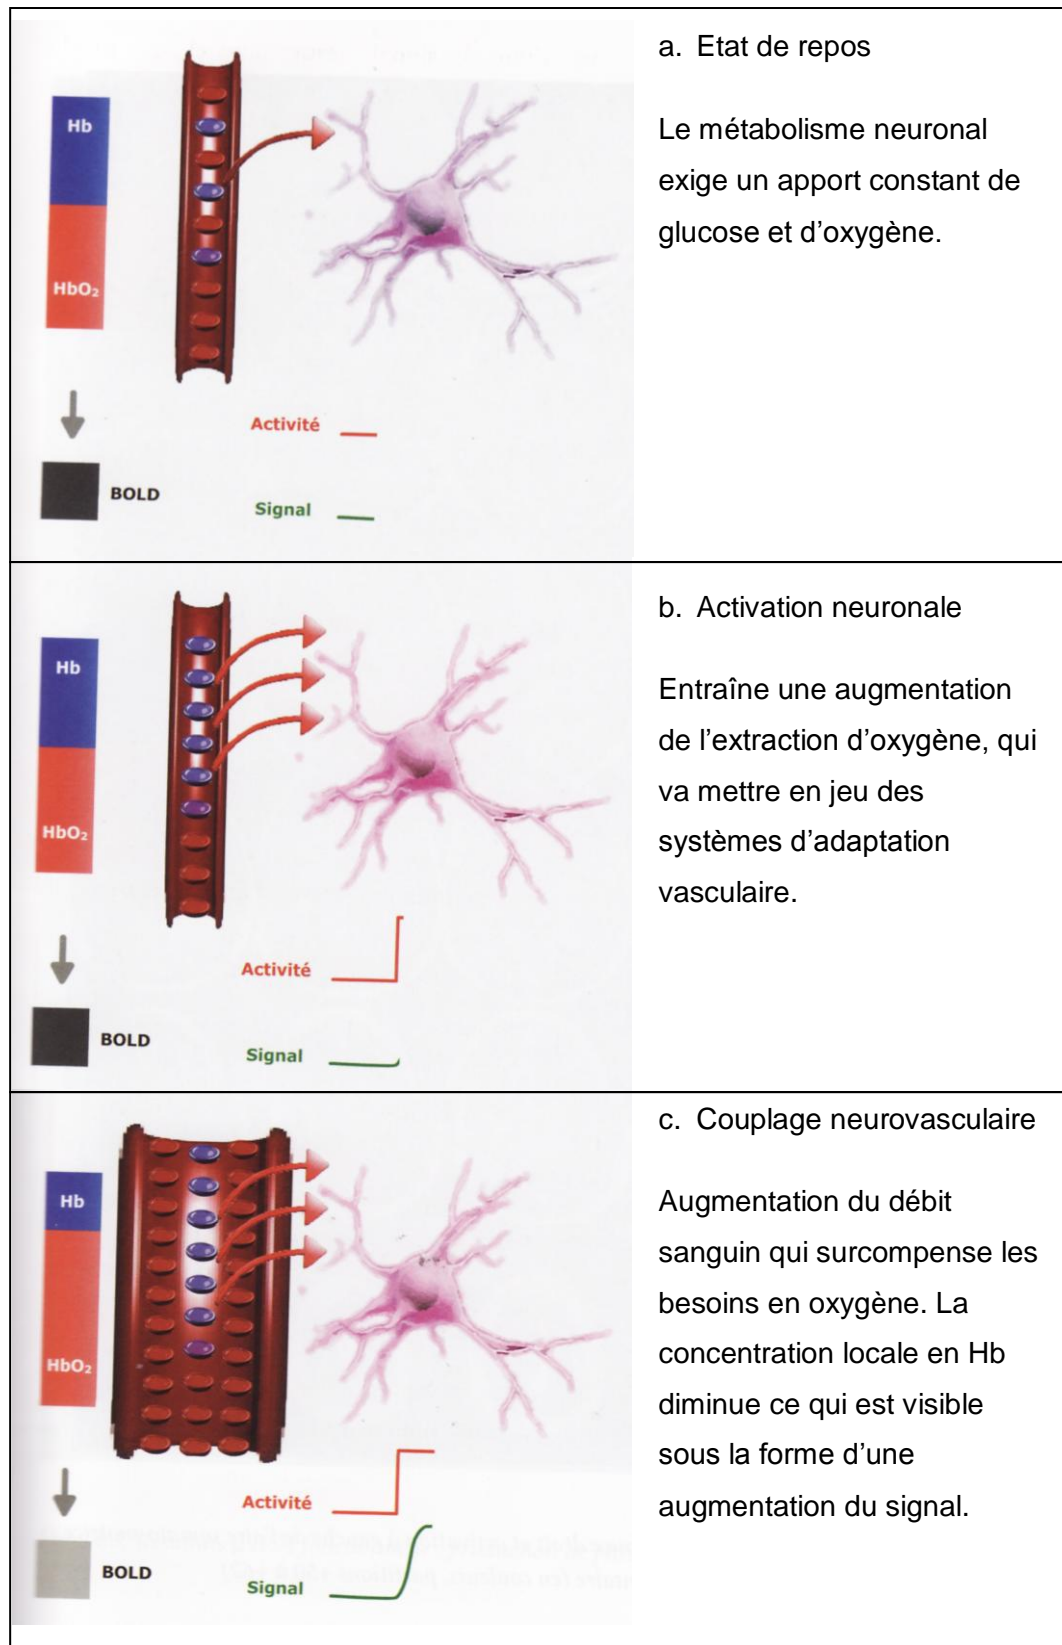 a. Etat de repos
Le métabolisme neuronal
exige un apport constant de
glucose et d’oxygène.
Hb
HbO₂
Activité
BOLD
Signal
b. Activation neuronale
Entraîne une augmentation
de l’extraction d’oxygène, qui
va mettre en jeu des
systèmes d’adaptation
vasculaire.
Hb
HbO₂
Activité
BOLD
Signal
c. Couplage neurovasculaire
Augmentation du débit
sanguin qui surcompense les
besoins en oxygène. La
concentration locale en Hb
diminue ce qui est visible
sous la forme d’une
augmentation du signal.
Hb
HbO₂
Activité
BOLD
Signal